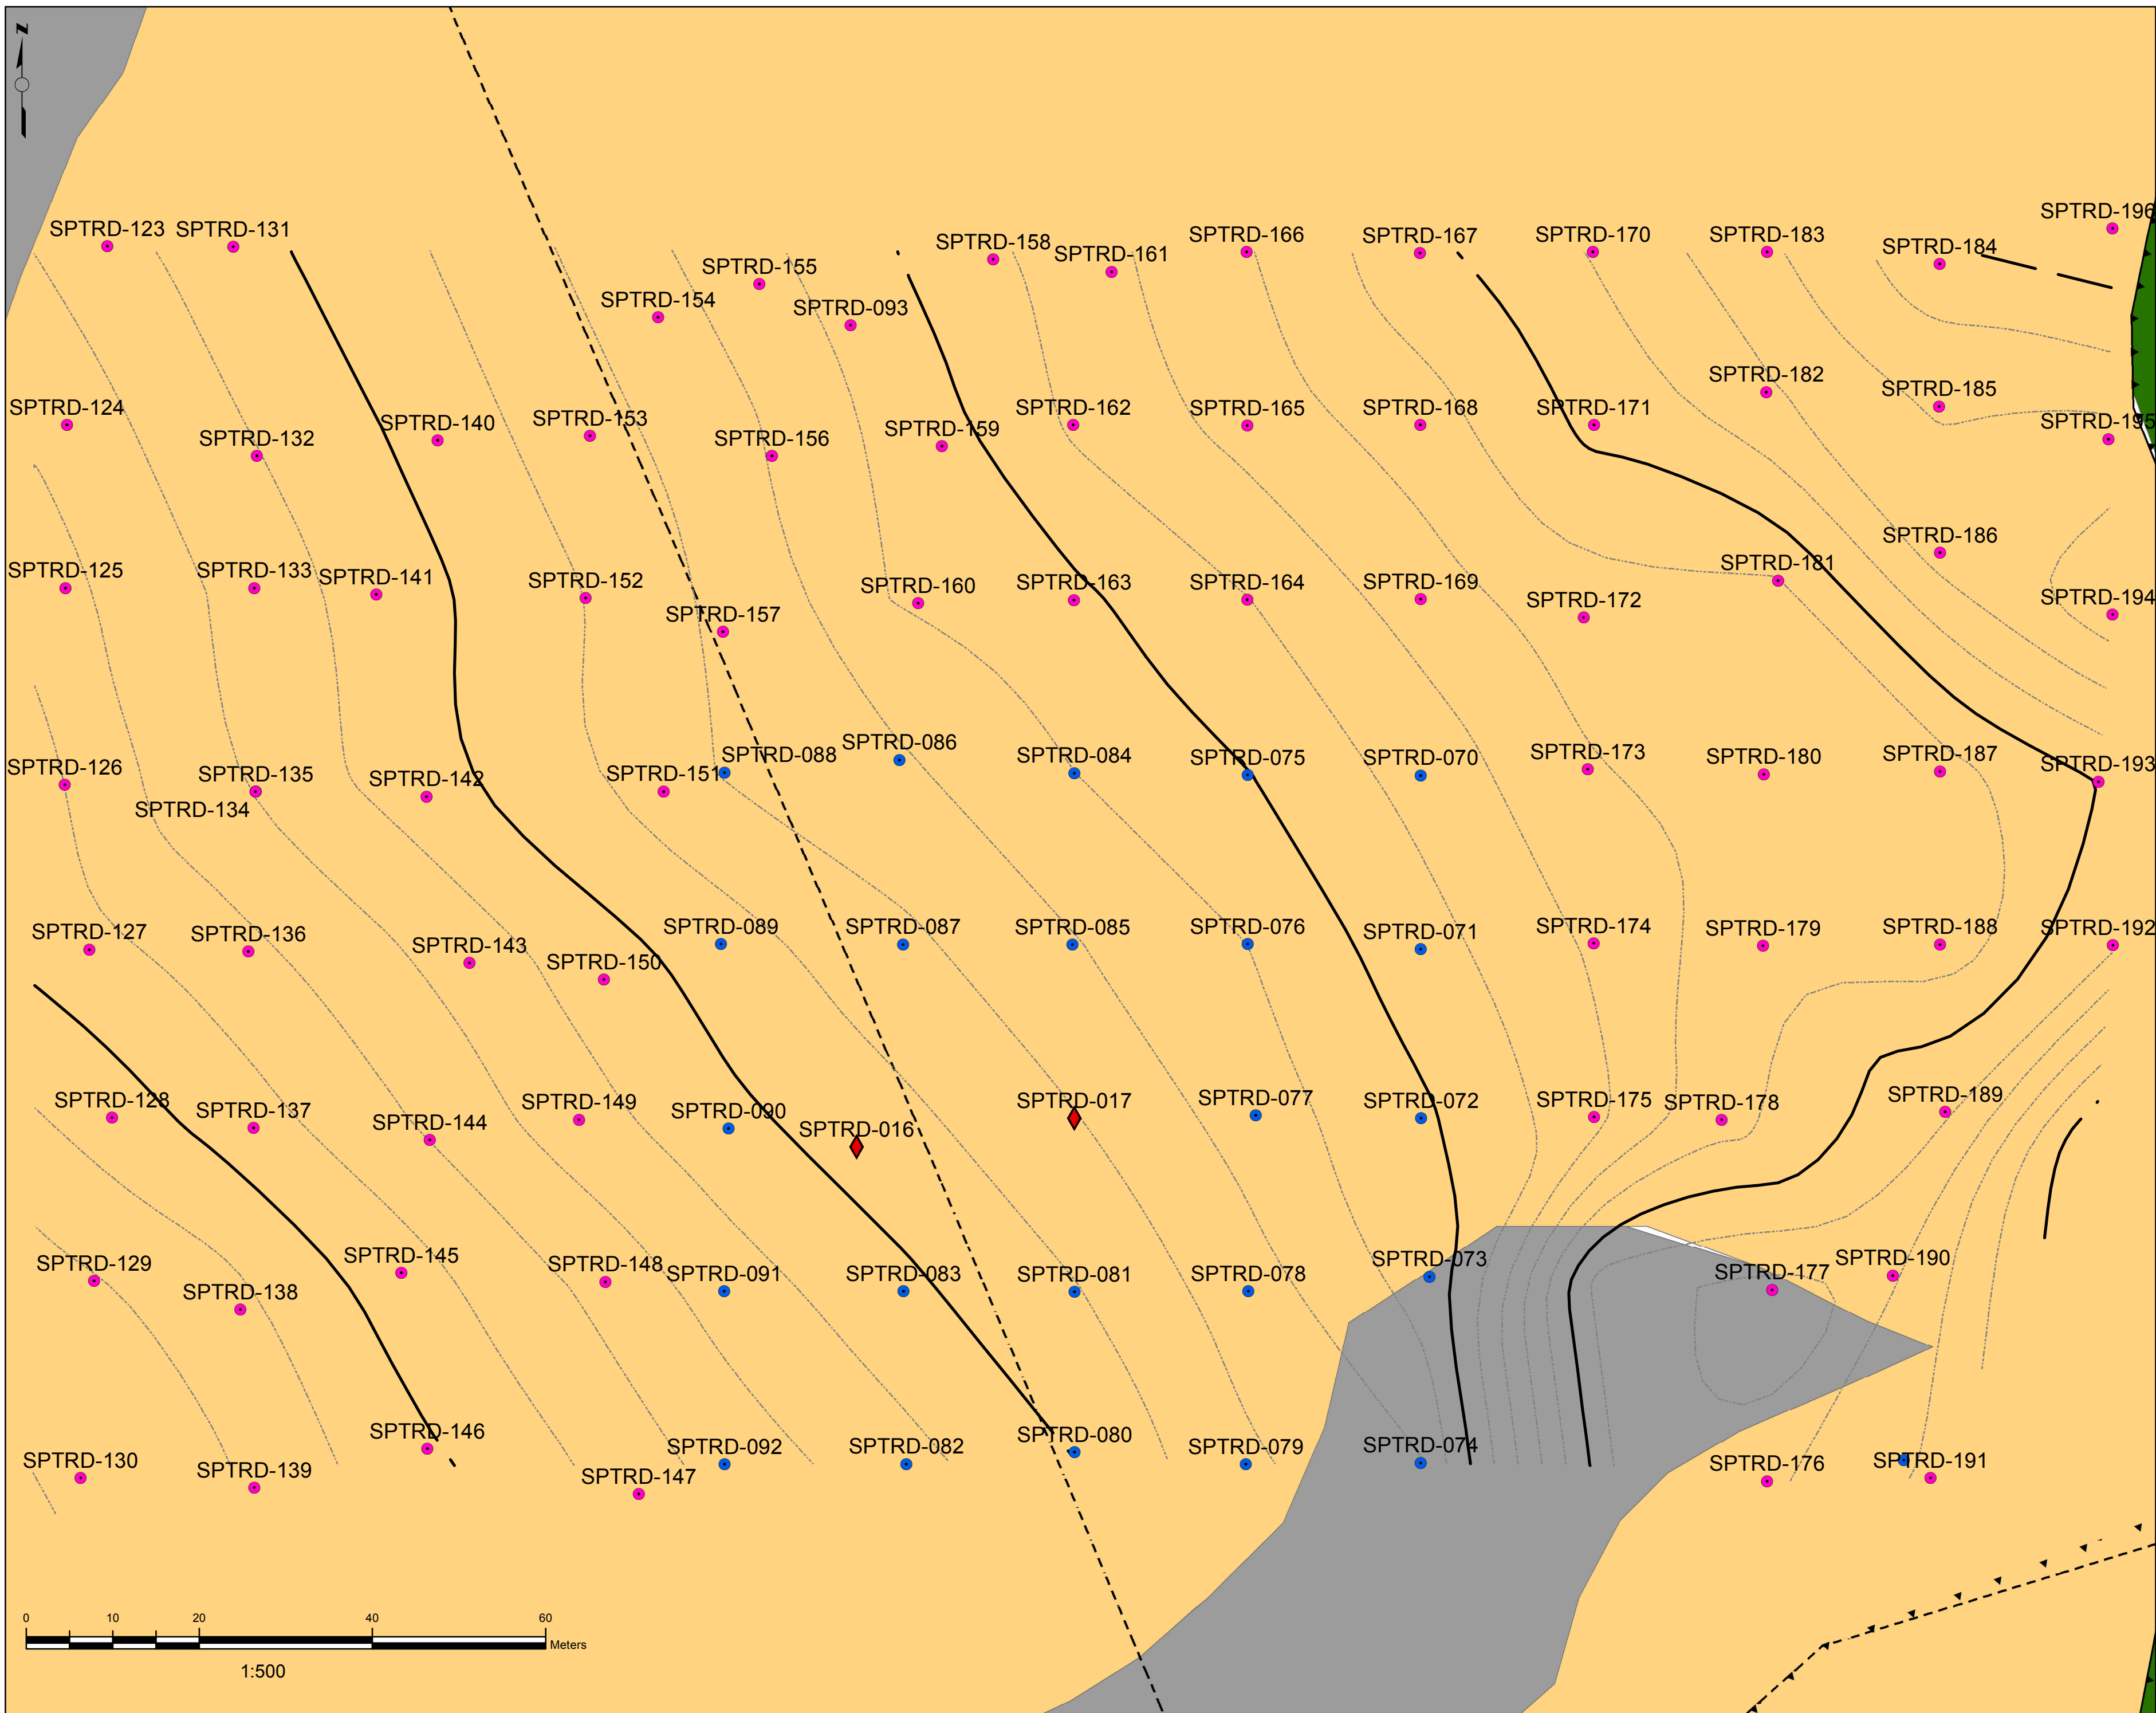 N
SPTRD-196
SPTRD-123 SPTRD-131 SPTRD-158 SPTRD-161 SPTRD-166 SPTRD-167 SPTRD-170 SPTRD-183 SPTRD-184
SPTRD-155
SPTRD-154 SPTRD-093
SPTRD-182 SPTRD-185
SPTRD-124 SPTRD-132 SPTRD-140 SPTRD-153 SPTRD-156 SPTRD-159 SPTRD-162 SPTRD-165 SPTRD-168 SPTRD-171 SPTRD-195
SPTRD-186
SPTRD-125 SPTRD-133 SPTRD-141 SPTRD-152 SPTRD-160 SPTRD-163 SPTRD-164 SPTRD-169 SPTRD-172 SPTRD-181 SPTRD-194
SPTRD-157
SPTRD-126 SPTRD-135 SPTRD-142 SPTRD-151 SPTRD-088 SPTRD-086 SPTRD-084 SPTRD-075 SPTRD-070 SPTRD-173 SPTRD-180 SPTRD-187 SPTRD-193
SPTRD-134
SPTRD-127 SPTRD-136 SPTRD-143 SPTRD-150 SPTRD-089 SPTRD-087 SPTRD-085 SPTRD-076 SPTRD-071 SPTRD-174 SPTRD-179 SPTRD-188 SPTRD-192
SPTRD-128 SPTRD-137 SPTRD-144 SPTRD-149 SPTRD-090 SPTRD-016 SPTRD-017 SPTRD-077 SPTRD-072 SPTRD-175 SPTRD-178 SPTRD-189
SPTRD-129 SPTRD-138 SPTRD-145 SPTRD-148 SPTRD-091 SPTRD-083 SPTRD-081 SPTRD-078 SPTRD-073 SPTRD-177 SPTRD-190
SPTRD-130 SPTRD-139 SPTRD-146 SPTRD-147 SPTRD-092 SPTRD-082 SPTRD-080 SPTRD-079 SPTRD-074 SPTRD-176 SPTRD-191
0 10 20 40 60
Meters
1:500